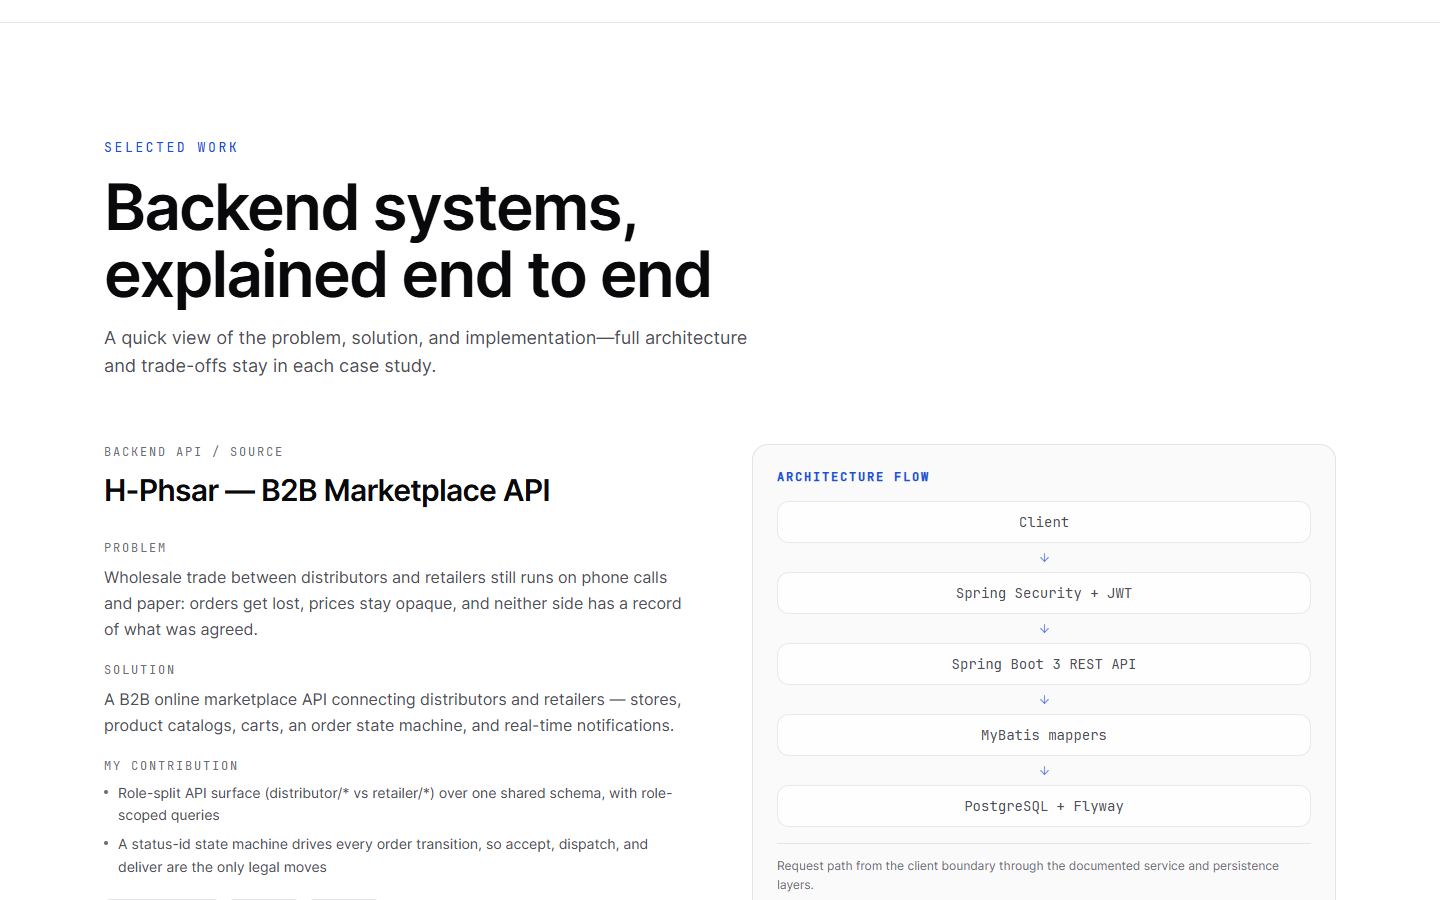 SELECTED WORK
Backend systems,
explained end to end
A quick view of the problem, solution, and implementation—full architecture
and trade-offs stay in each case study.
BACKEND API / SOURCE
H-Phsar — B2B Marketplace API
PROBLEM
Wholesale trade between distributors and retailers still runs on phone calls
and paper: orders get lost, prices stay opaque, and neither side has a record
of what was agreed.
SOLUTION
A B2B online marketplace API connecting distributors and retailers — stores,
product catalogs, carts, an order state machine, and real-time notifications.
MY CONTRIBUTION
• Role-split API surface (distributor/* vs retailer/*) over one shared schema, with role-
scoped queries
• A status-id state machine drives every order transition, so accept, dispatch, and
deliver are the only legal moves
ARCHITECTURE FLOW
Client
↓
Spring Security + JWT
↓
Spring Boot 3 REST API
↓
MyBatis mappers
↓
PostgreSQL + Flyway
Request path from the client boundary through the documented service and persistence
layers.